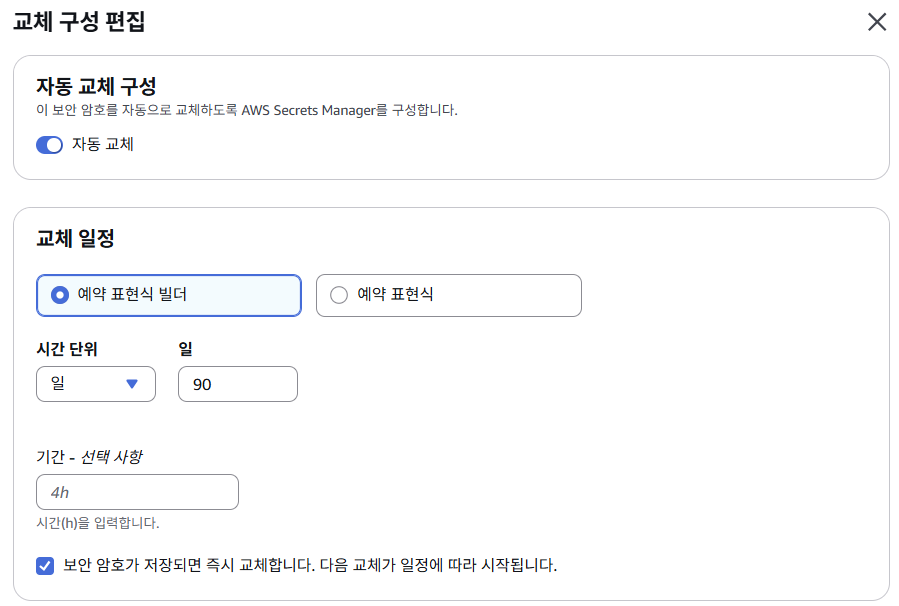 교체 구성 편집
자동 교체 구성
이 보안 암호를 자동으로 교체하도록 AWS Secrets Manager를 구성합니다.
자동 교체
교체 일정
예약 표현식 빌더
예약 표현식
시간 단위
일
일
90
기간 - 선택 사항
4h
시간(h)을 입력합니다.
보안 암호가 저장되면 즉시 교체합니다. 다음 교체가 일정에 따라 시작됩니다.